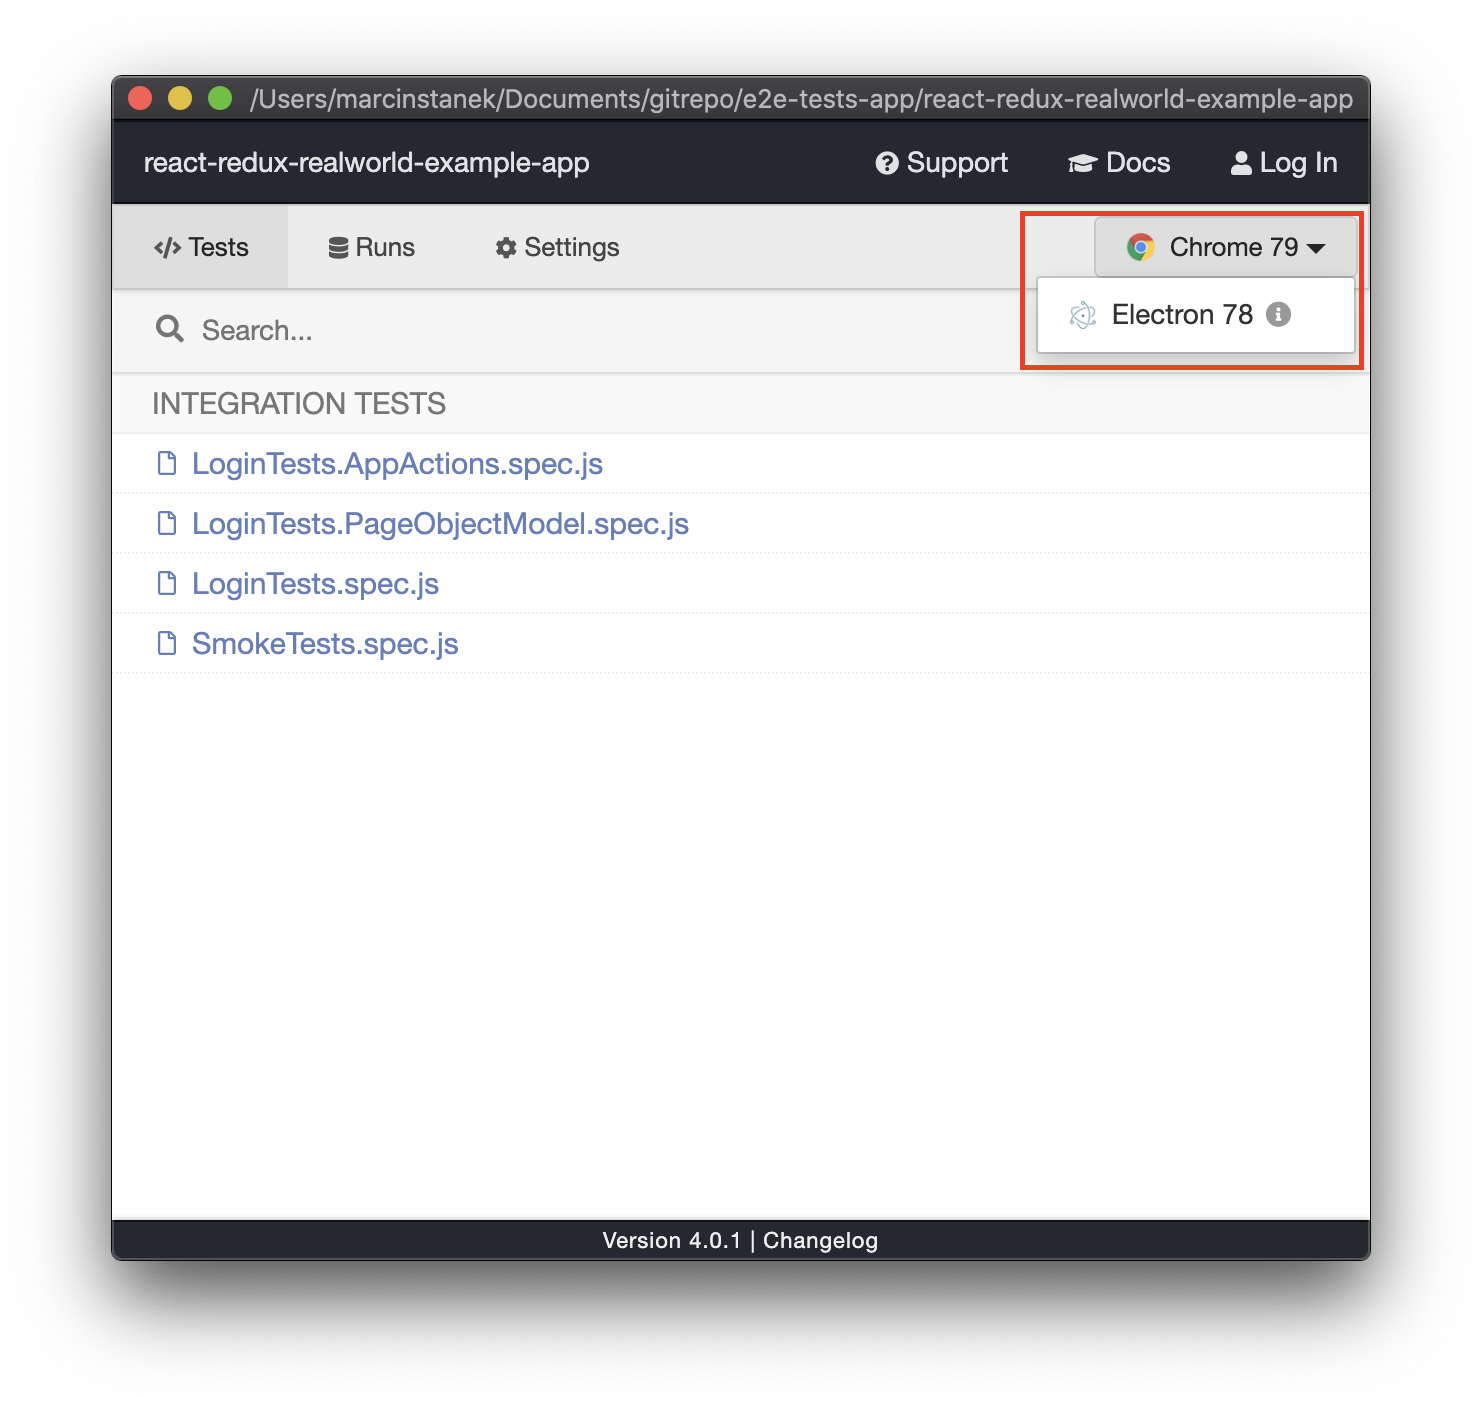 /Users/marcinstanek/Documents/gitrepo/e2e-tests-app/react-redux-realworld-example-app
react-redux-realworld-example-app Support Docs Log In
Tests Runs Settings Chrome 79
Search... Electron 78
INTEGRATION TESTS
LoginTests.AppActions.spec.js
LoginTests.PageObjectModel.spec.js
LoginTests.spec.js
SmokeTests.spec.js
Version 4.0.1 | Changelog